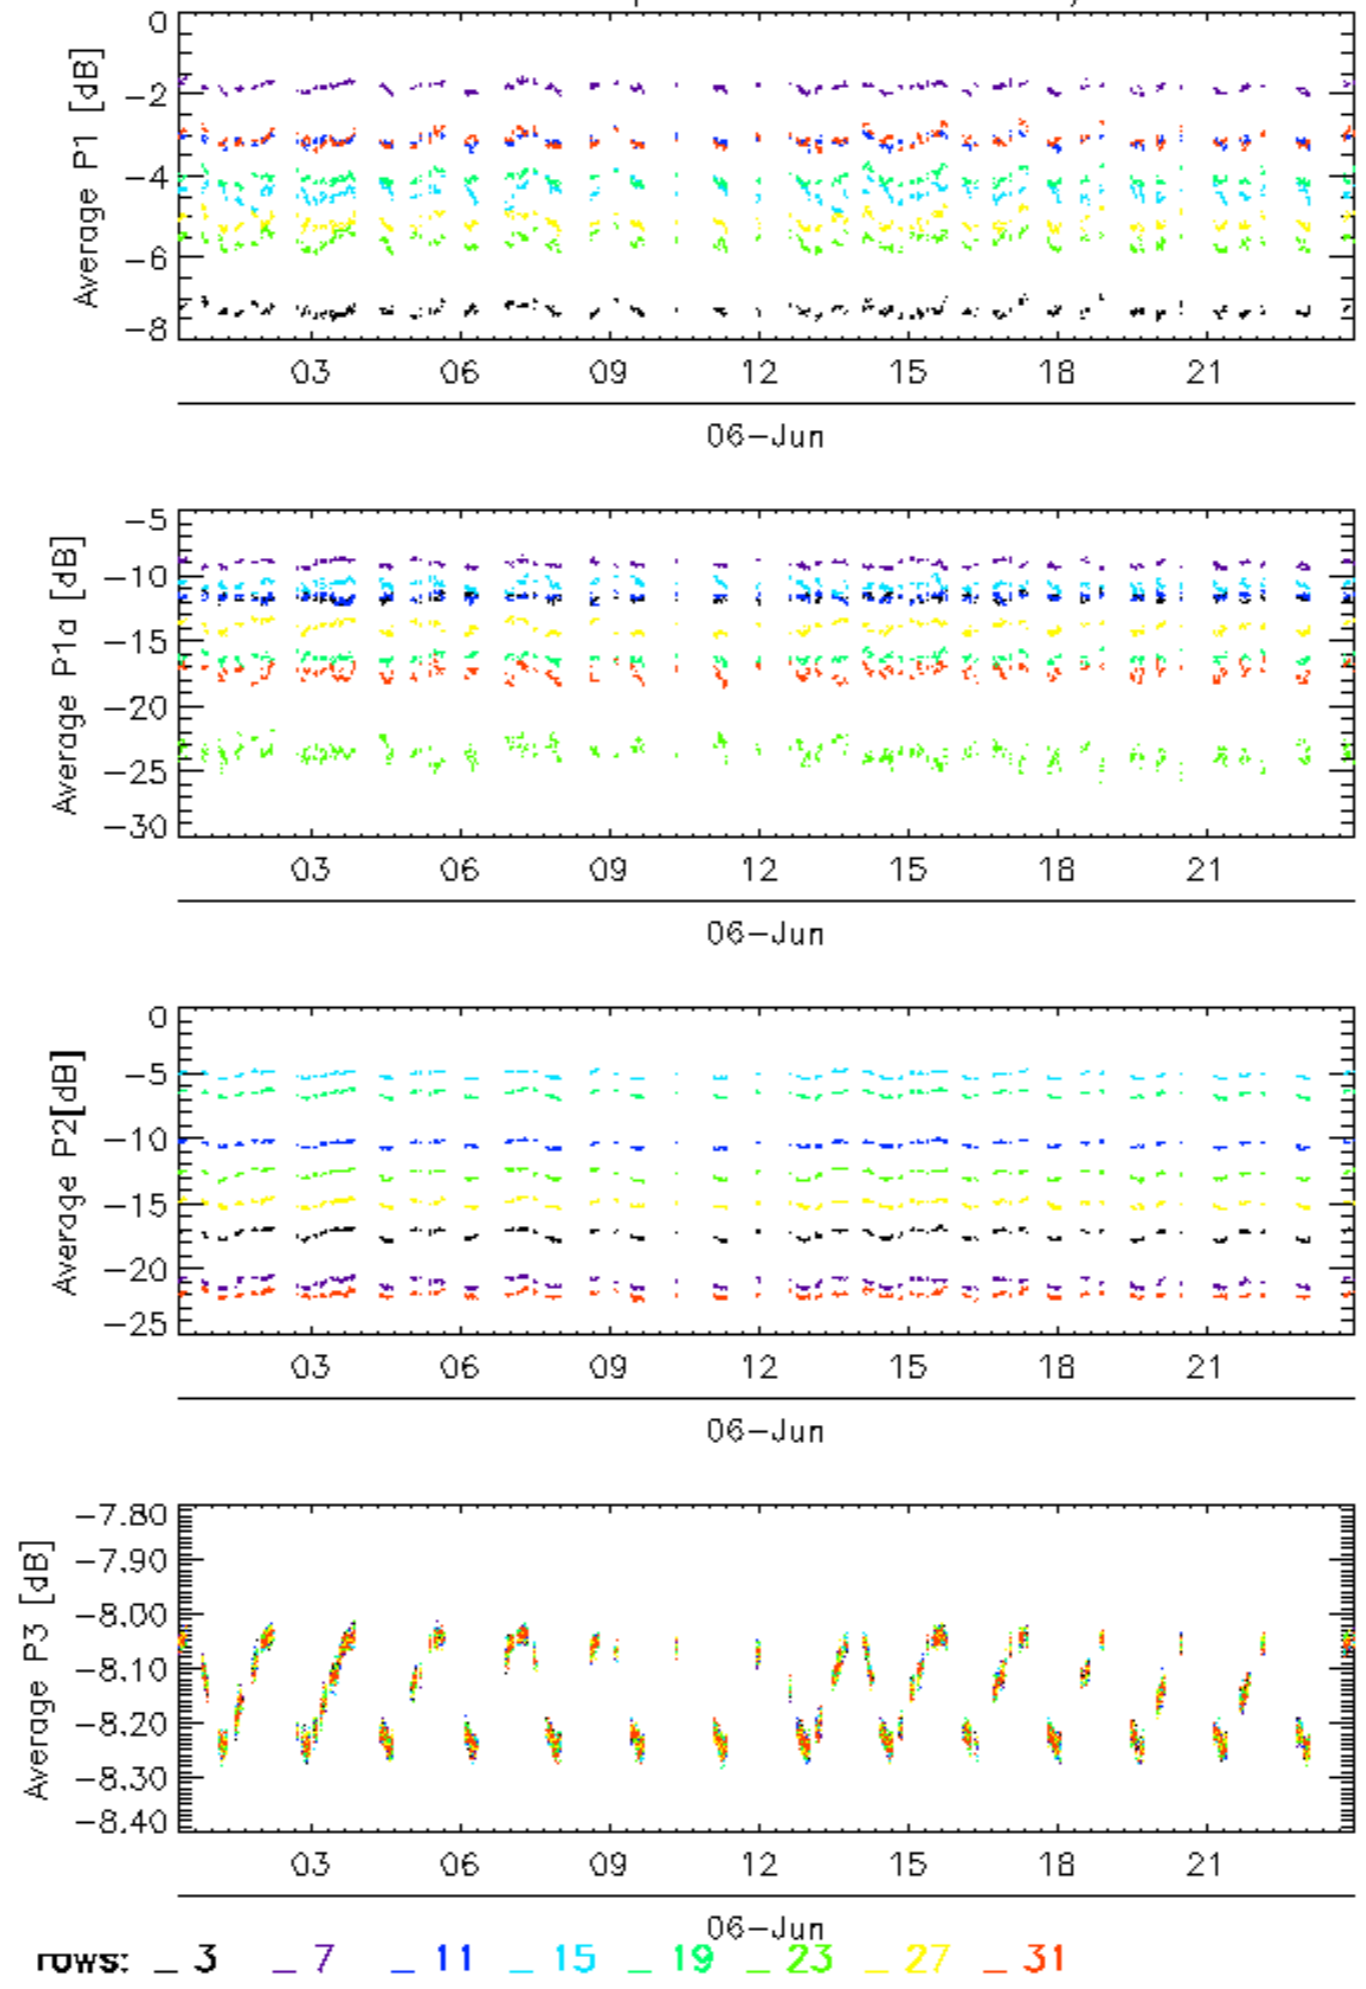 0
-2
-4
-6
-8
Average P1 [dB]
03 06 09 12 15 18 21
06-Jun
-5
-10
-15
-20
-25
-30
Average P1a [dB]
03 06 09 12 15 18 21
06-Jun
0
-5
-10
-15
-20
-25
Average P2[dB]
03 06 09 12 15 18 21
06-Jun
-7.80
-7.90
-8.00
-8.10
-8.20
-8.30
-8.40
Average P3 [dB]
03 06 09 12 15 18 21
06-Jun
rows: _ 3 _ 7 _ 11 _ 15 _ 19 _ 23 _ 27 _ 31